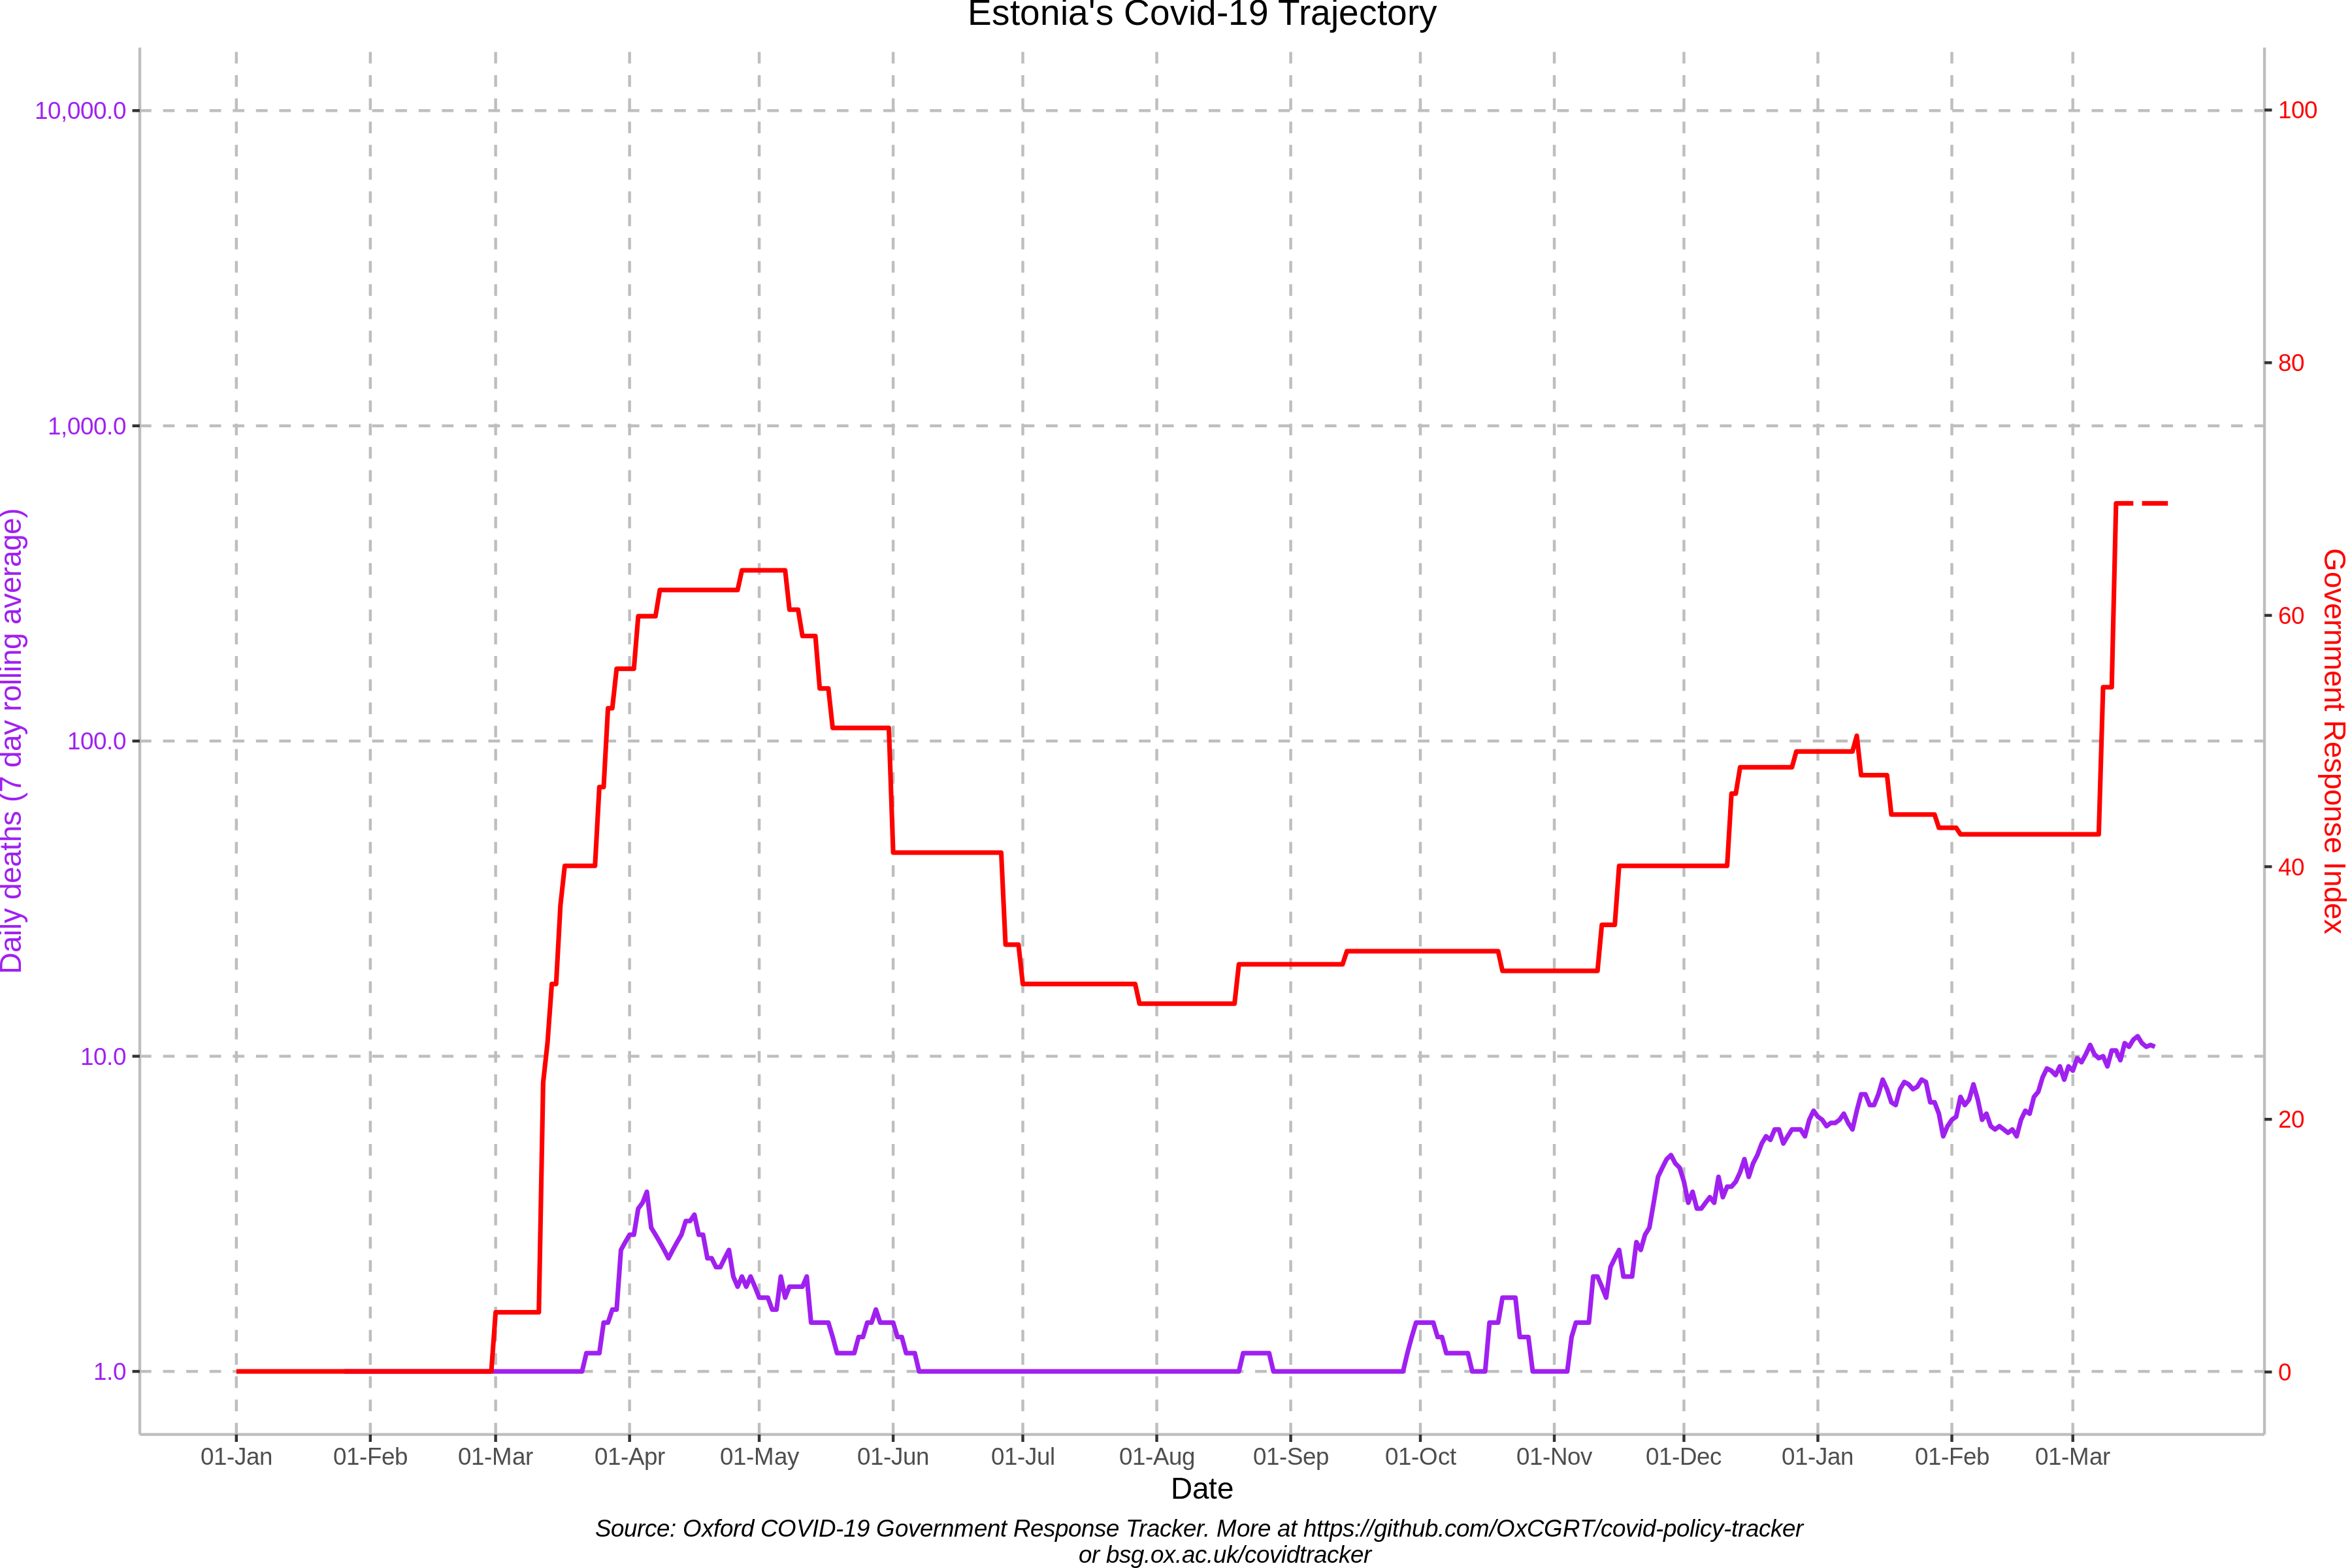 Estonia's Covid-19 Trajectory
10,000.0
1,000.0
100.0
10.0
1.0
Daily deaths (7 day rolling average)
100
80
60
40
20
0
Government Response Index
01-Jan 01-Feb 01-Mar 01-Apr 01-May 01-Jun 01-Jul 01-Aug 01-Sep 01-Oct 01-Nov 01-Dec 01-Jan 01-Feb 01-Mar
Date
Source: Oxford COVID-19 Government Response Tracker. More at https://github.com/OxCGRT/covid-policy-tracker
or bsg.ox.ac.uk/covidtracker